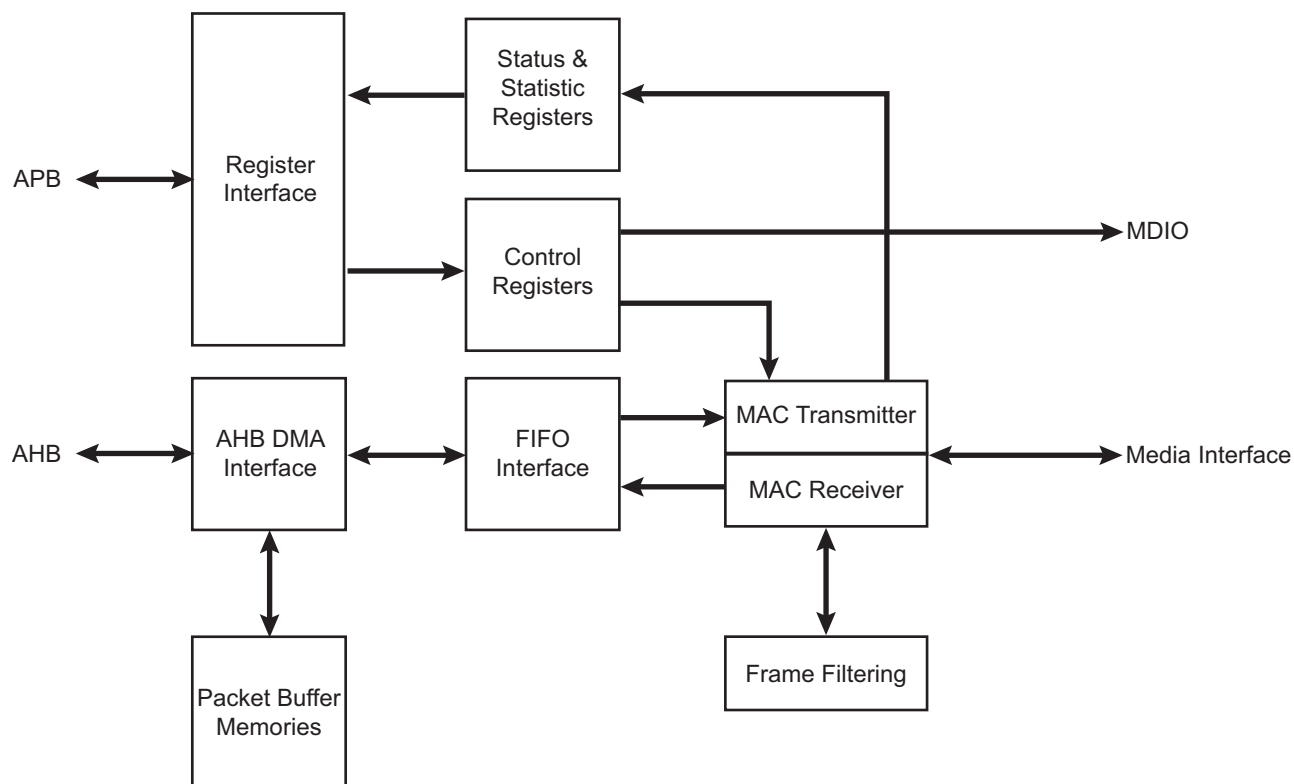 Status &
Statistic
Registers
APB
Register
Interface
Control
Registers
MDIO
AHB
AHB DMA
Interface
FIFO
Interface
MAC Transmitter
MAC Receiver
Media Interface
Packet Buffer
Memories
Frame Filtering